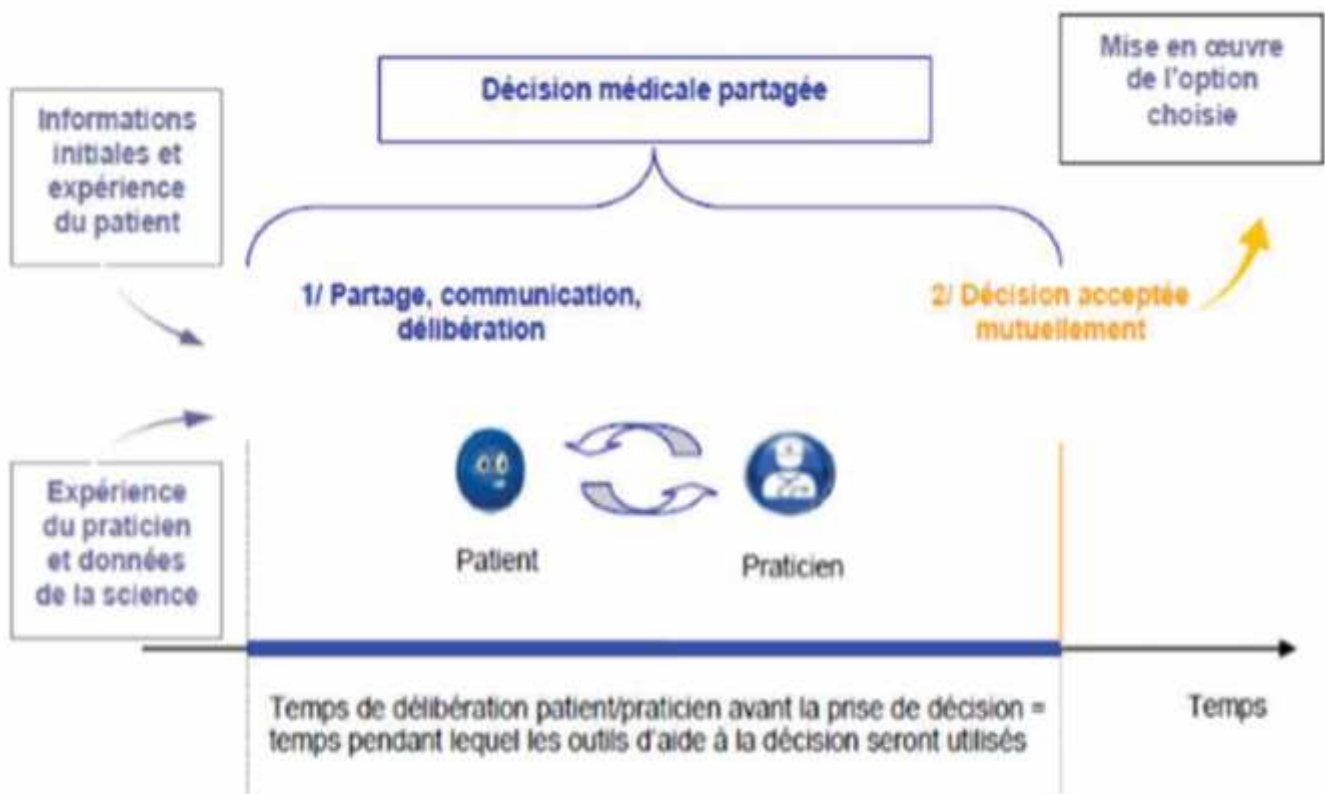 Informations
initiales et
expérience
du patient
Décision médicale partagée
Mise en œuvre
de l'option
choisie
1/ Partage, communication,
délibération
2/ Décision acceptée
mutuellement
Expérience
du praticien
et données
de la science
Patient
Praticien
Temps de délibération patient/praticien avant la prise de décision =
temps pendant lequel les outils d'aide à la décision seront utilisés
Temps